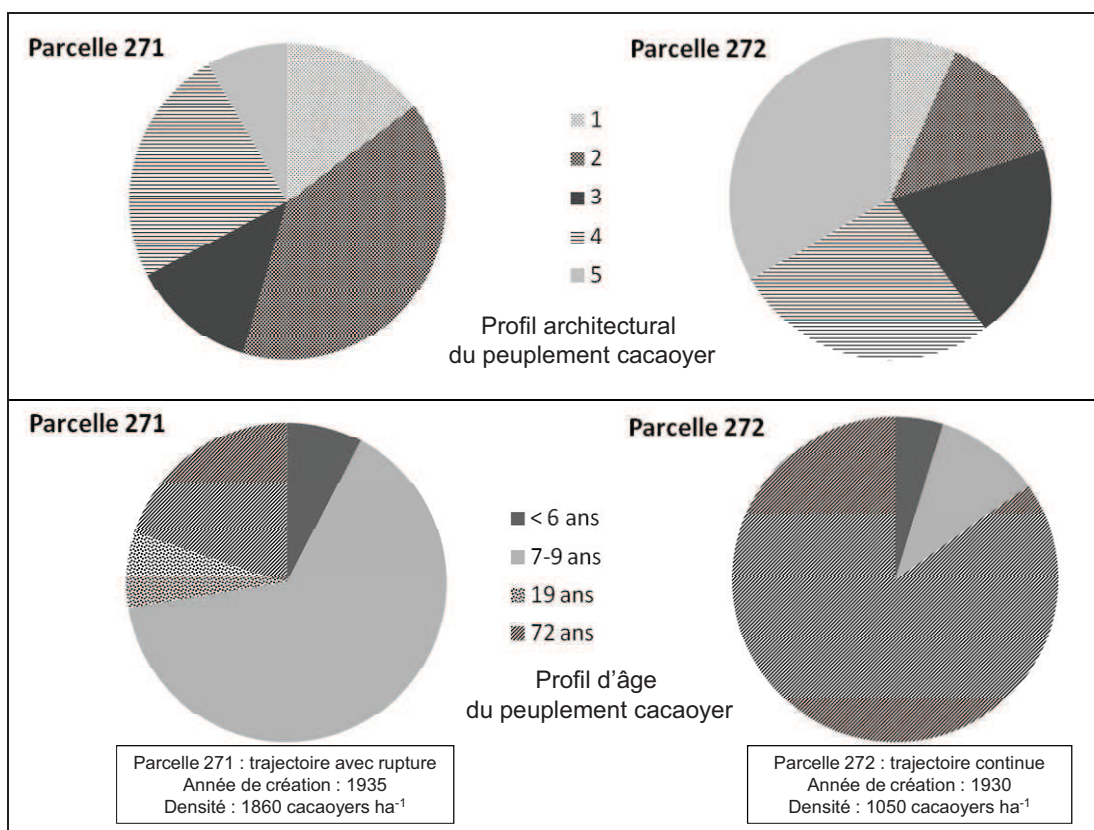 Parcelle 271
Parcelle 272
1
2
3
4
5
Profil architectural
du peuplement cacaoyer
Parcelle 271
Parcelle 272
< 6 ans
7-9 ans
19 ans
72 ans
Profil d'âge
du peuplement cacaoyer
Parcelle 271 : trajectoire avec rupture
Année de création : 1935
Densité : 1860 cacaoyers ha⁻¹
Parcelle 272 : trajectoire continue
Année de création : 1930
Densité : 1050 cacaoyers ha⁻¹